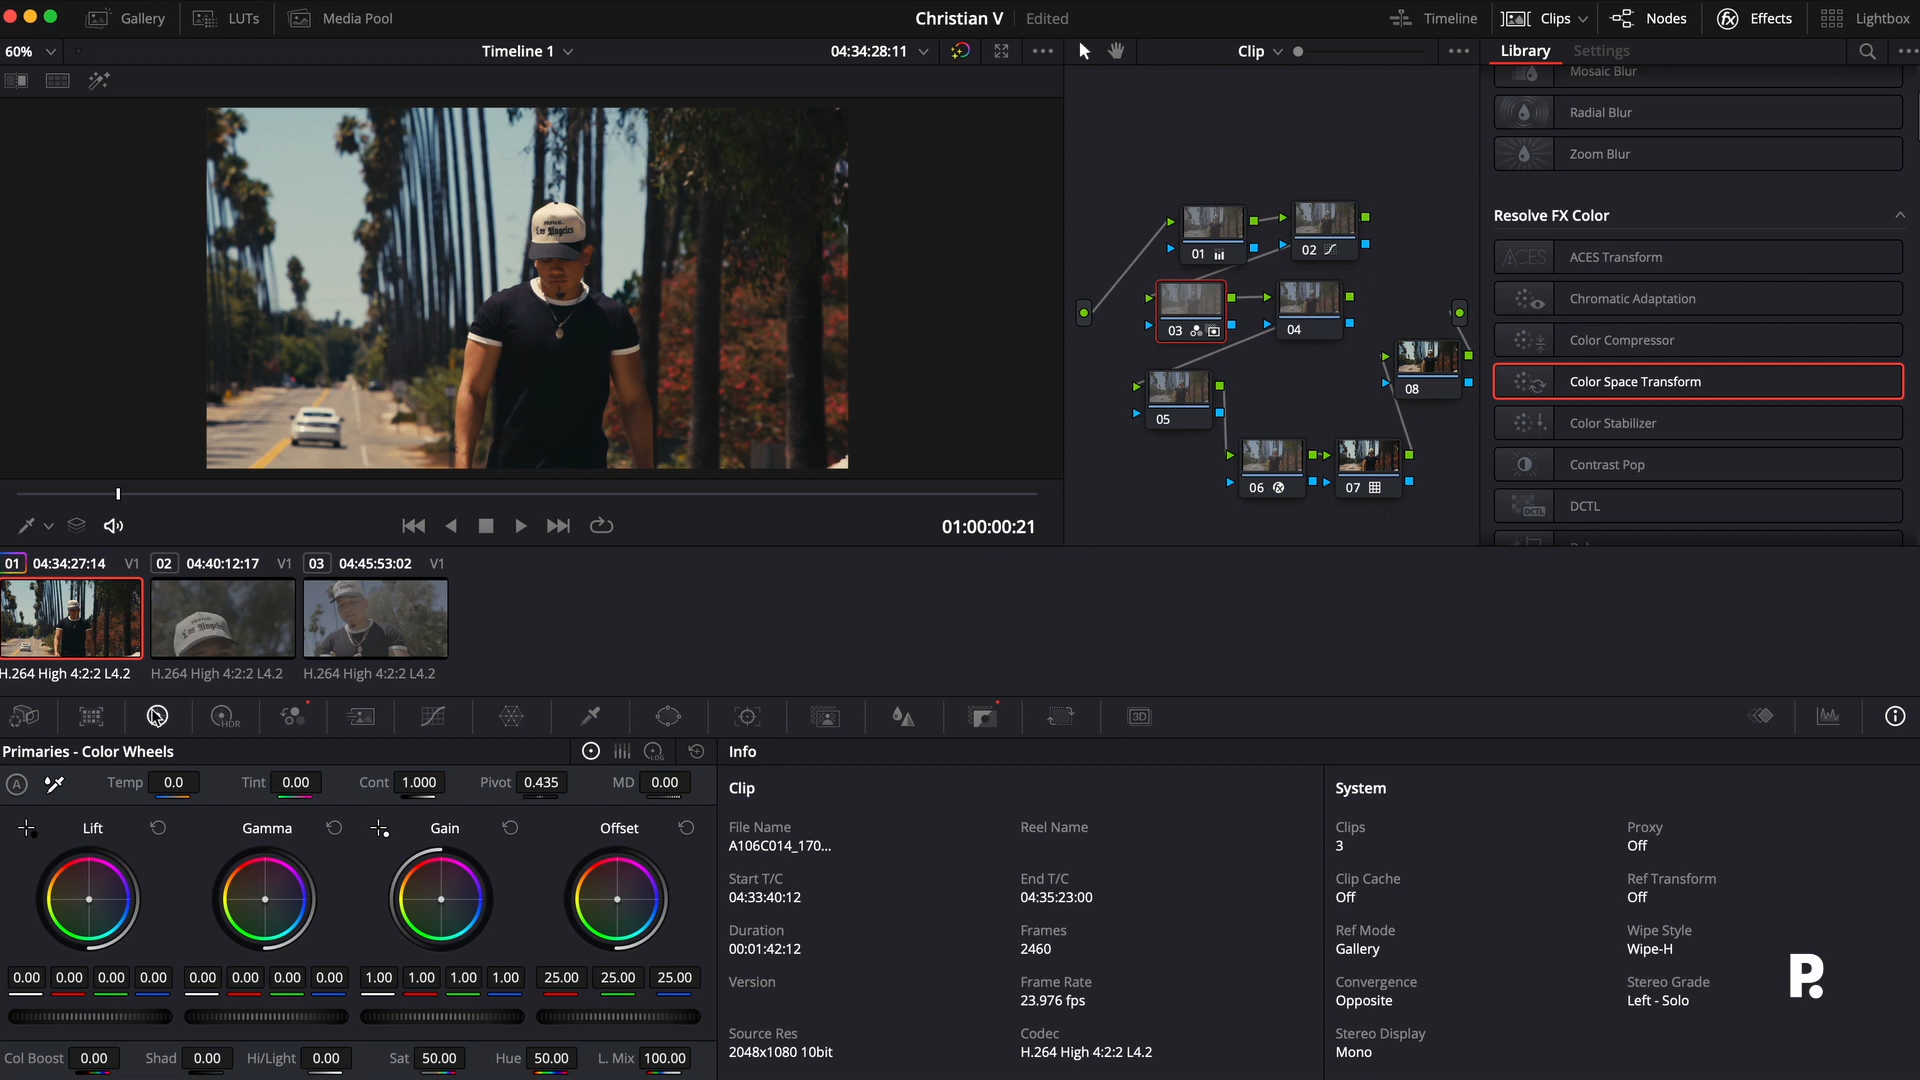 Gallery LUTs Media Pool Christian V Edited Timeline Clips Nodes Effects Lightbox
60% Timeline 1 04:34:28:11 Clip Library Settings
Mosaic Blur
Radial Blur
Zoom Blur
Resolve FX Color
ACES ACES Transform
Chromatic Adaptation
Color Compressor
Color Space Transform
Color Stabilizer
Contrast Pop
DCTL DCTL
Los Angeles
01 02
03 04
05
08
06 07
01:00:00:21
01 04:34:27:14 V1 02 04:40:12:17 V1 03 04:45:53:02 V1
H.264 High 4:2:2 L4.2 H.264 High 4:2:2 L4.2 H.264 High 4:2:2 L4.2
HDR 3D
Primaries - Color Wheels LOG Info
A Temp 0.0 Tint 0.00 Cont 1.000 Pivot 0.435 MD 0.00
Lift Gamma Gain Offset
0.00 0.00 0.00 0.00 0.00 0.00 0.00 0.00 1.00 1.00 1.00 1.00 25.00 25.00 25.00
Col Boost 0.00 Shad 0.00 Hi/Light 0.00 Sat 50.00 Hue 50.00 L. Mix 100.00
Clip
File Name Reel Name
A106C014_170...
Start T/C End T/C
04:33:40:12 04:35:23:00
Duration Frames
00:01:42:12 2460
Version Frame Rate
23.976 fps
Source Res Codec
2048x1080 10bit H.264 High 4:2:2 L4.2
System
Clips Proxy
3 Off
Clip Cache Ref Transform
Off Off
Ref Mode Wipe Style
Gallery Wipe-H
Convergence Stereo Grade
Opposite Left - Solo
Stereo Display
Mono
P.